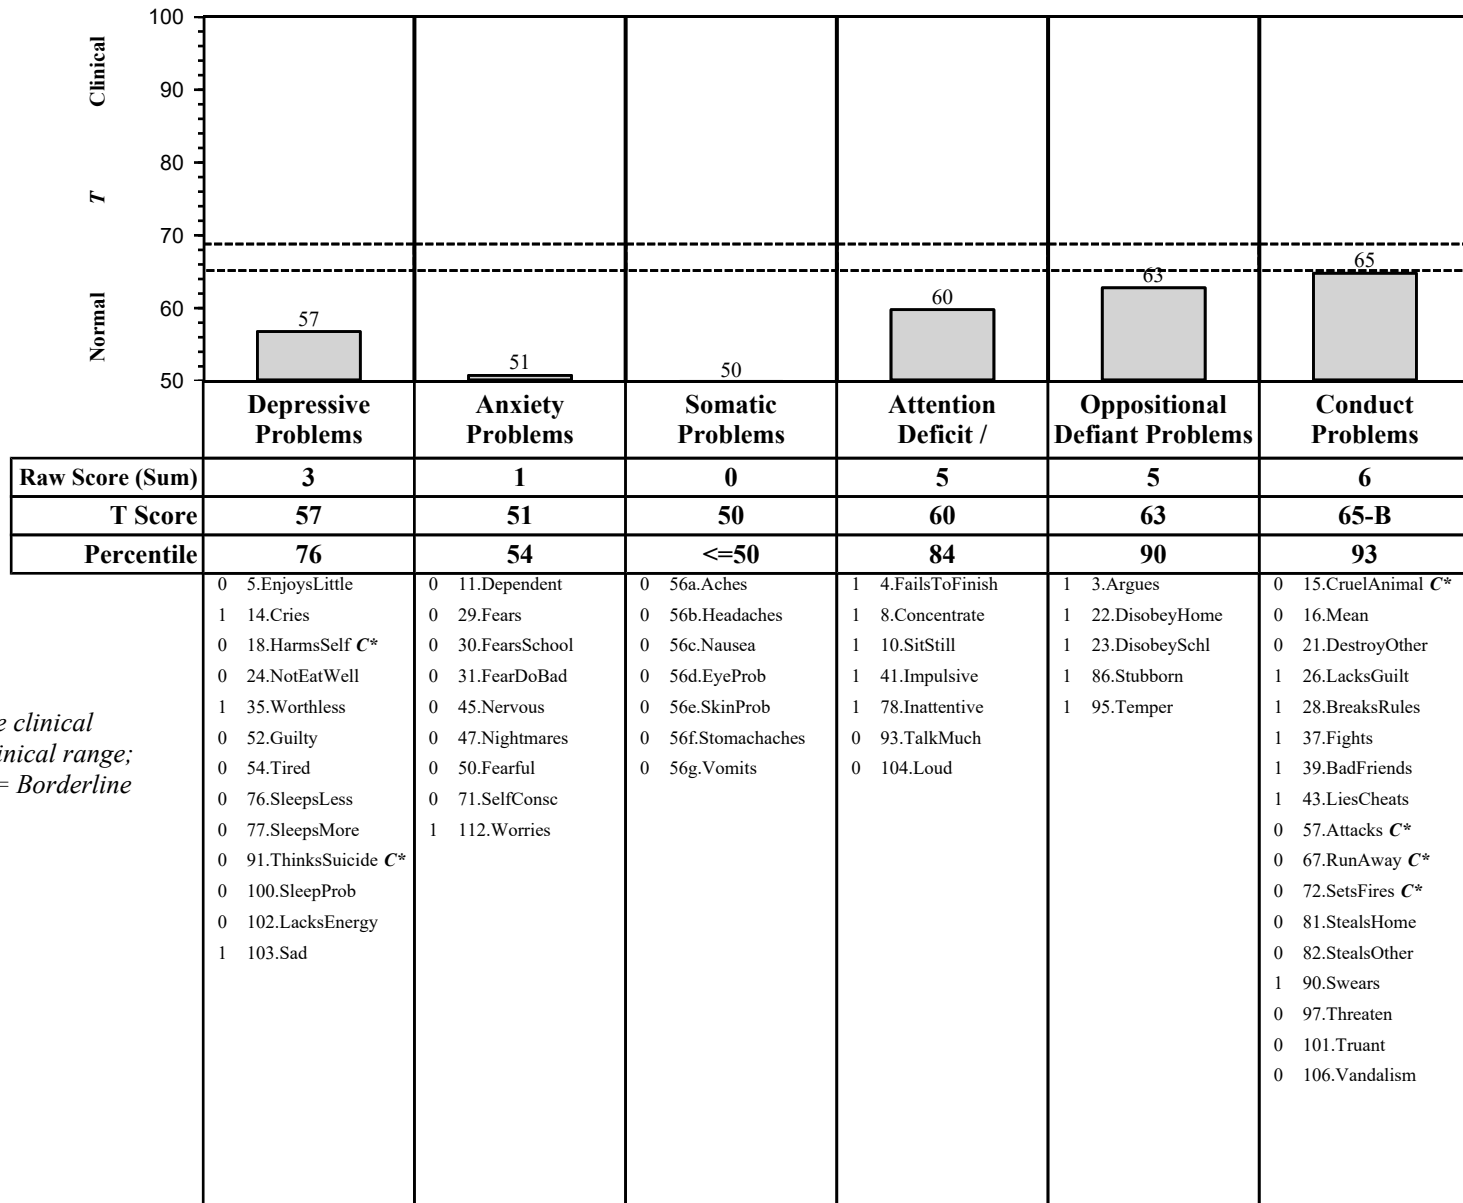 100
90
80
70
60
50
Clinical
T
Normal
57
51
50
60
63
65
Depressive Problems
Anxiety Problems
Somatic Problems
Attention Deficit /
Oppositional Defiant Problems
Conduct Problems
Raw Score (Sum) 3 1 0 5 5 6
T Score 57 51 50 60 63 65-B
Percentile 76 54 <=50 84 90 93
0 5.EnjoysLittle
1 14.Cries
0 18.HarmsSelf C*
0 24.NotEatWell
1 35.Worthless
0 52.Guilty
0 54.Tired
0 76.SleepsLess
0 77.SleepsMore
0 91.ThinksSuicide C*
0 100.SleepProb
0 102.LacksEnergy
1 103.Sad
0 11.Dependent
0 29.Fears
0 30.FearsSchool
0 31.FearDoBad
0 45.Nervous
0 47.Nightmares
0 50.Fearful
0 71.SelfConsc
1 112.Worries
0 56a.Aches
0 56b.Headaches
0 56c.Nausea
0 56d.EyeProb
0 56e.SkinProb
0 56f.Stomachaches
0 56g.Vomits
1 4.FailsToFinish
1 8.Concentrate
1 10.SitStill
1 41.Impulsive
1 78.Inattentive
0 93.TalkMuch
0 104.Loud
1 3.Argues
1 22.DisobeyHome
1 23.DisobeySchl
1 86.Stubborn
1 95.Temper
0 15.CruelAnimal C*
0 16.Mean
0 21.DestroyOther
1 26.LacksGuilt
1 28.BreaksRules
1 37.Fights
1 39.BadFriends
1 43.LiesCheats
0 57.Attacks C*
0 67.RunAway C*
0 72.SetsFires C*
0 81.StealsHome
0 82.StealsOther
1 90.Swears
0 97.Threaten
0 101.Truant
0 106.Vandalism
e clinical
inical range;
= Borderline